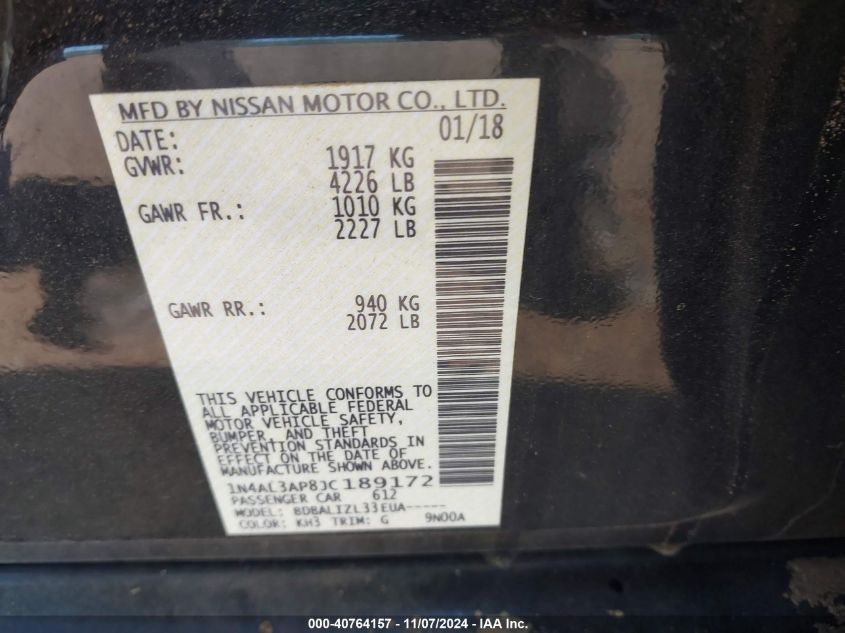 MFD BY NISSAN MOTOR CO., LTD.
DATE: 01/18
GVWR: 1917 KG
4226 LB
GAWR FR.: 1010 KG
2227 LB
GAWR RR.: 940 KG
2072 LB
THIS VEHICLE CONFORMS TO
ALL APPLICABLE FEDERAL
MOTOR VEHICLE SAFETY,
BUMPER, AND THEFT
PREVENTION STANDARDS IN
EFFECT ON THE DATE OF
MANUFACTURE SHOWN ABOVE.
1N4AL3AP8JC189172
PASSENGER CAR 612
MODEL: BDBALIZL33EUA-----
COLOR: KH3 TRIM: G 9N00A
000-40764157 - 11/07/2024 - IAA Inc.